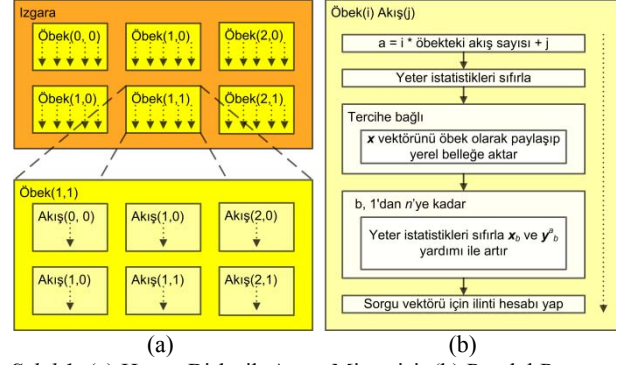 Izgara
Öbek(0, 0) Öbek(1,0) Öbek(2,0)
Öbek(1,0) Öbek(1,1) Öbek(2,1)
Öbek(1,1)
Akış(0, 0) Akış(1,0) Akış(2,0)
Akış(1,0) Akış(1,1) Akış(2,1)
(a)
Öbek(i) Akış(j)
a = i * öbekteki akış sayısı + j
Yeter istatistikleri sıfırla
Tercihe bağlı
x vektörünü öbek olarak paylaşıp
yerel belleğe aktar
b, 1'dan n'ye kadar
Yeter istatistikleri sıfırla x_b ve y^a_b
yardımı ile artır
Sorgu vektörü için ilinti hesabı yap
(b)